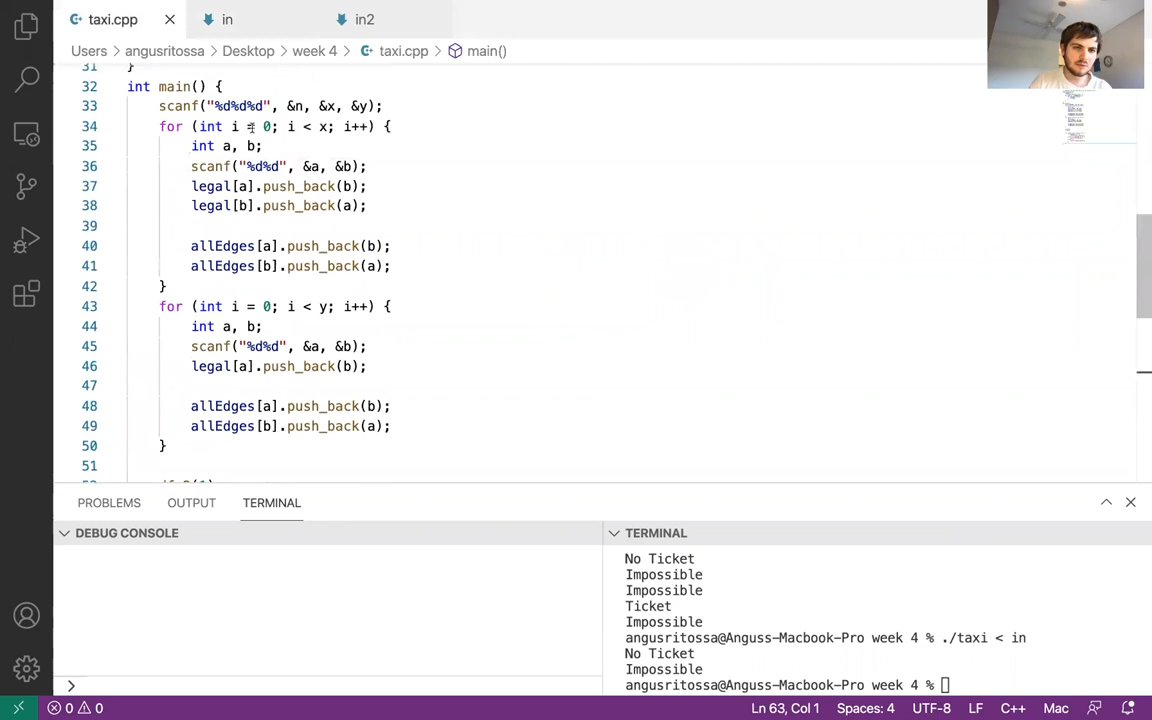 taxi.cpp
in
in2
Users > angusritossa > Desktop > week 4 > taxi.cpp > main()
31 }
32 int main() {
33 scanf("%d%d%d", &n, &x, &y);
34 for (int i = 0; i < x; i++) {
35 int a, b;
36 scanf("%d%d", &a, &b);
37 legal[a].push_back(b);
38 legal[b].push_back(a);
39
40 allEdges[a].push_back(b);
41 allEdges[b].push_back(a);
42 }
43 for (int i = 0; i < y; i++) {
44 int a, b;
45 scanf("%d%d", &a, &b);
46 legal[a].push_back(b);
47
48 allEdges[a].push_back(b);
49 allEdges[b].push_back(a);
50 }
51
PROBLEMS OUTPUT TERMINAL
DEBUG CONSOLE
>
TERMINAL
No Ticket
Impossible
Impossible
Ticket
Impossible
angusritossa@Anguss-Macbook-Pro week 4 % ./taxi < in
No Ticket
Impossible
angusritossa@Anguss-Macbook-Pro week 4 %
0 0 Ln 63, Col 1 Spaces: 4 UTF-8 LF C++ Mac